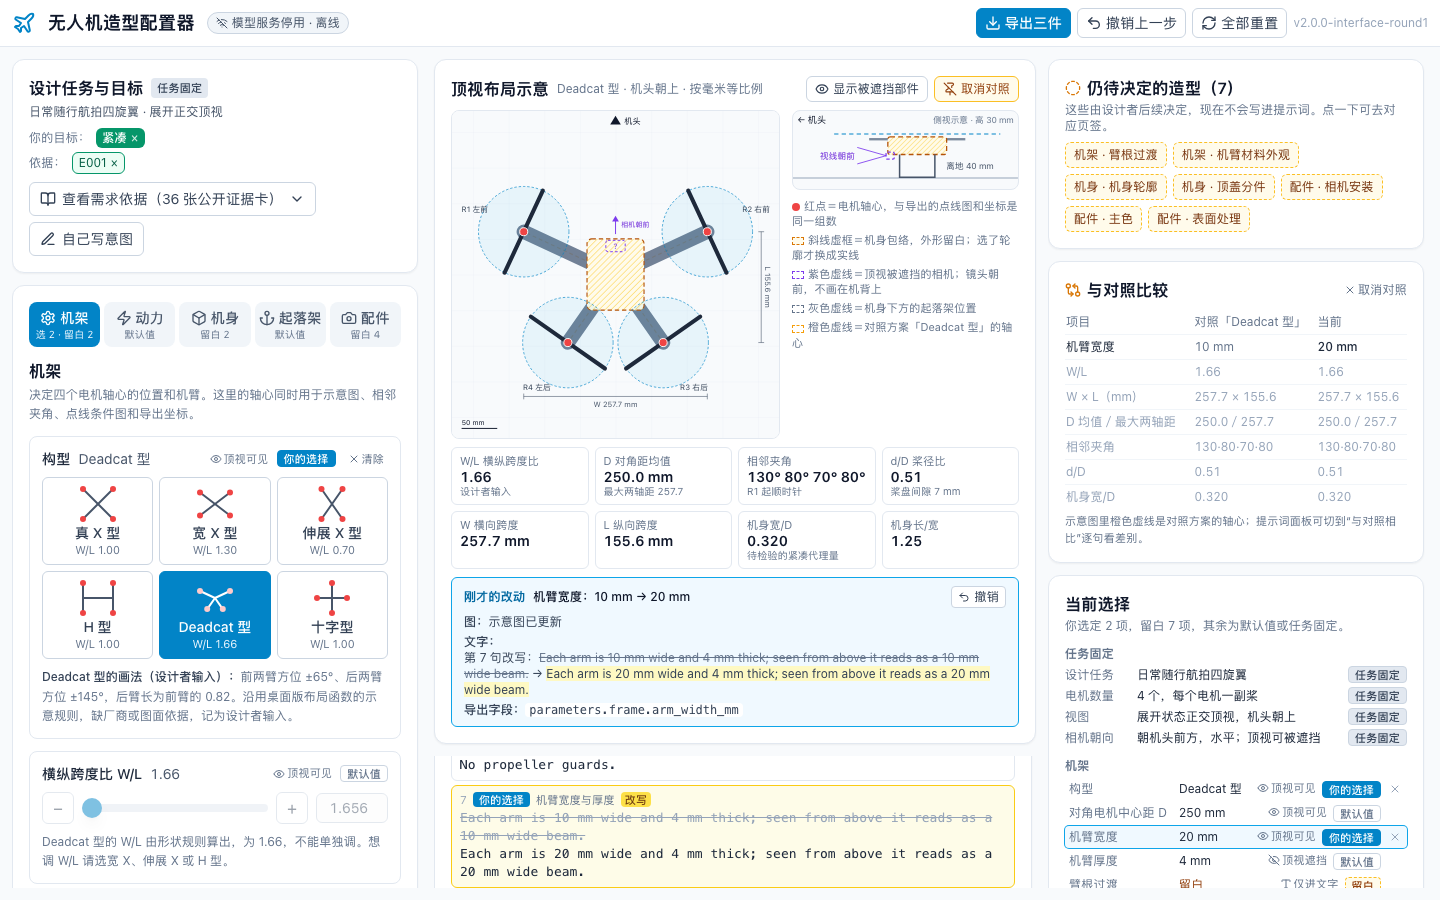 无人机造型配置器
模型服务停用 · 离线
导出三件
撤销上一步
全部重置
v2.0.0-interface-round1
设计任务与目标 任务固定
日常随行航拍四旋翼 · 展开正交顶视
你的目标： 紧凑 ×
依据： E001 ×
查看需求依据（36 张公开证据卡）
自己写意图
机架
选 2 · 留白 2
动力
默认值
机身
留白 2
起落架
默认值
配件
留白 4
机架
决定四个电机轴心的位置和机臂。这里的轴心同时用于示意图、相邻
夹角、点线条件图和导出坐标。
构型 Deadcat 型 顶视可见 你的选择 × 清除
真 X 型
W/L 1.00
宽 X 型
W/L 1.30
伸展 X 型
W/L 0.70
H 型
W/L 1.00
Deadcat 型
W/L 1.66
十字型
W/L 1.00
Deadcat 型的画法（设计者输入）：前两臂方位 ±65°、后两臂
方位 ±145°，后臂长为前臂的 0.82。沿用桌面版布局函数的示
意规则，缺厂商或图面依据，记为设计者输入。
横纵跨度比 W/L 1.66 顶视可见 默认值
− + 1.656
Deadcat 型的 W/L 由形状规则算出，为 1.66，不能单独调。想
调 W/L 请选宽 X、伸展 X 或 H 型。
顶视布局示意 Deadcat 型 · 机头朝上 · 按毫米等比例
显示被遮挡部件
取消对照
▲ 机头
R1 左前
R2 右前
相机朝前
?
L 155.6 mm
R4 左后
R3 右后
W 257.7 mm
50 mm
← 机头
侧视示意 · 高 30 mm
视线朝前
离地 40 mm
红点＝电机轴心，与导出的点线图和坐标是
同一组数
斜线虚框＝机身包络，外形留白；选了轮
廓才换成实线
紫色虚线＝顶视被遮挡的相机；镜头朝
前，不画在机背上
灰色虚线＝机身下方的起落架位置
橙色虚线＝对照方案「Deadcat 型」的轴
心
W/L 横纵跨度比
1.66
设计者输入
D 对角距均值
250.0 mm
最大两轴距 257.7
相邻夹角
130° 80° 70° 80°
R1 起顺时针
d/D 桨径比
0.51
桨盘间隙 7 mm
W 横向跨度
257.7 mm
L 纵向跨度
155.6 mm
机身宽/D
0.320
待检验的紧凑代理量
机身长/宽
1.25
刚才的改动 机臂宽度：10 mm → 20 mm
撤销
图：示意图已更新
文字：
第 7 句改写：Each arm is 10 mm wide and 4 mm thick; seen from above it reads as a 10 mm
wide beam. → Each arm is 20 mm wide and 4 mm thick; seen from above it reads as a 20 mm
wide beam.
导出字段： parameters.frame.arm_width_mm
No propeller guards.
7 你的选择 机臂宽度与厚度 改写
Each arm is 10 mm wide and 4 mm thick; seen from above it reads as a
10 mm wide beam.
Each arm is 20 mm wide and 4 mm thick; seen from above it reads as a
20 mm wide beam.
仍待决定的造型（7）
这些由设计者后续决定，现在不会写进提示词。点一下可去对
应页签。
机架 · 臂根过渡
机架 · 机臂材料外观
机身 · 机身轮廓
机身 · 顶盖分件
配件 · 相机安装
配件 · 主色
配件 · 表面处理
与对照比较 × 取消对照
项目 对照「Deadcat 型」 当前
机臂宽度 10 mm 20 mm
W/L 1.66 1.66
W × L（mm） 257.7 × 155.6 257.7 × 155.6
D 均值 / 最大两轴距 250.0 / 257.7 250.0 / 257.7
相邻夹角 130·80·70·80 130·80·70·80
d/D 0.51 0.51
机身宽/D 0.320 0.320
示意图里橙色虚线是对照方案的轴心；提示词面板可切到“与对照相
比”逐句看差别。
当前选择
你选定 2 项，留白 7 项，其余为默认值或任务固定。
任务固定
设计任务 日常随行航拍四旋翼 任务固定
电机数量 4 个，每个电机一副桨 任务固定
视图 展开状态正交顶视，机头朝上 任务固定
相机朝向 朝机头前方，水平；顶视可被遮挡 任务固定
机架
构型 Deadcat 型 顶视可见 你的选择 ×
对角电机中心距 D 250 mm 顶视可见 默认值
机臂宽度 20 mm 顶视可见 你的选择 ×
机臂厚度 4 mm 顶视遮挡 默认值
臂根过渡 留白 仅进文字 留白